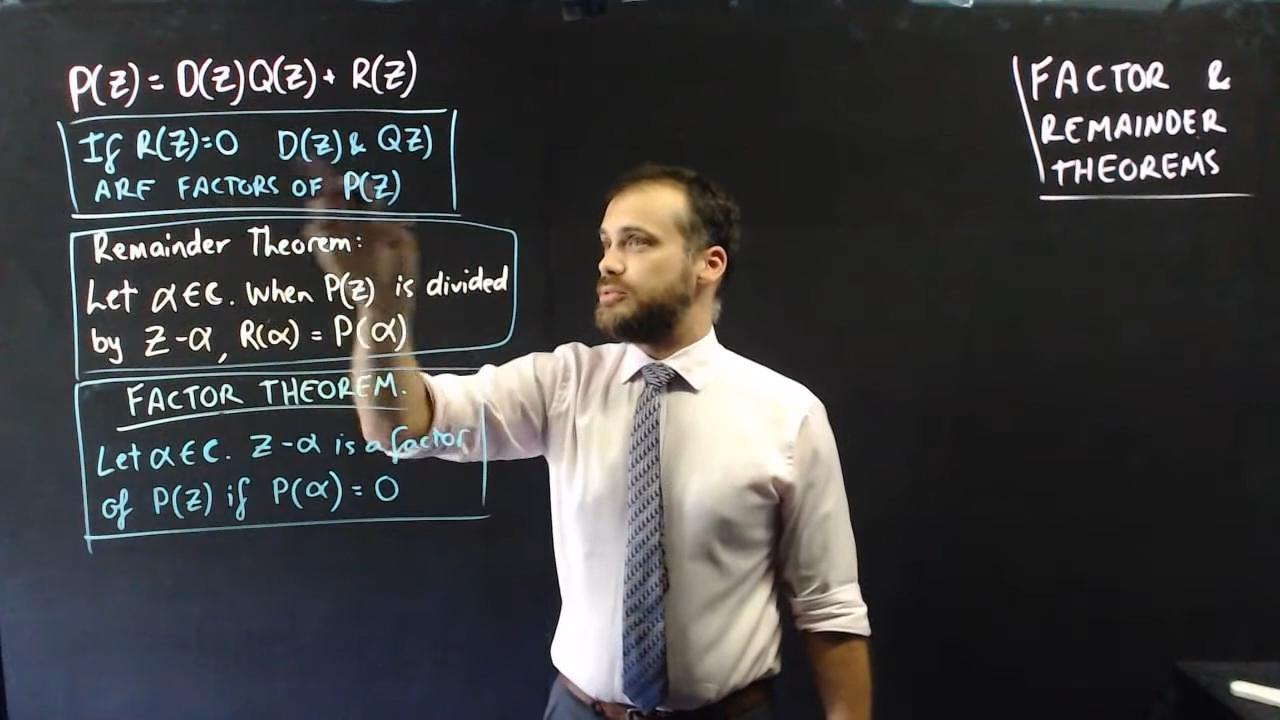 P(Z) = D(Z)Q(Z) + R(Z)
If R(Z)=0 D(Z) & QZ)
ARE FACTORS OF P(Z)
Remainder Theorem:
Let α∈ℂ. When P(Z) is divided
by Z-α, R(α) = P(α)
FACTOR THEOREM.
Let α∈ℂ. Z-α is a factor
of P(Z) if P(α) = 0
FACTOR &
REMAINDER
THEOREMS